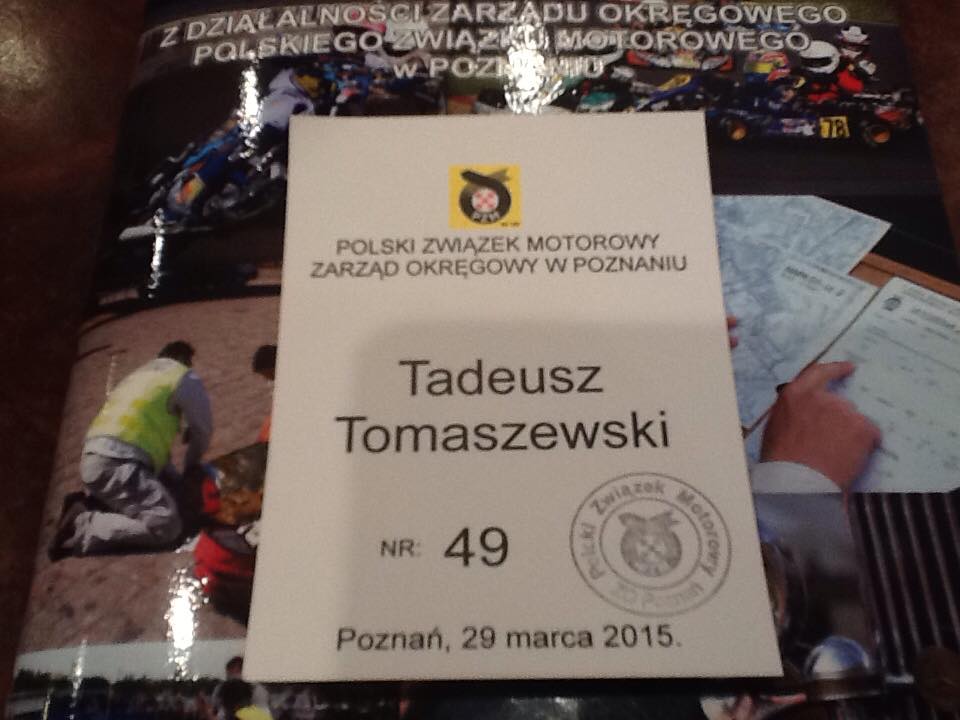 Z DZIAŁALNOŚCI ZARZĄDU OKRĘGOWEGO
POLSKIEGO ZWIĄZKU MOTOROWEGO
w POZNANIU
78
PZM
POLSKI ZWIĄZEK MOTOROWY
ZARZĄD OKRĘGOWY W POZNANIU
Tadeusz
Tomaszewski
NR: 49
Polski Związek Motorowy
ZO Poznań
Poznań, 29 marca 2015.